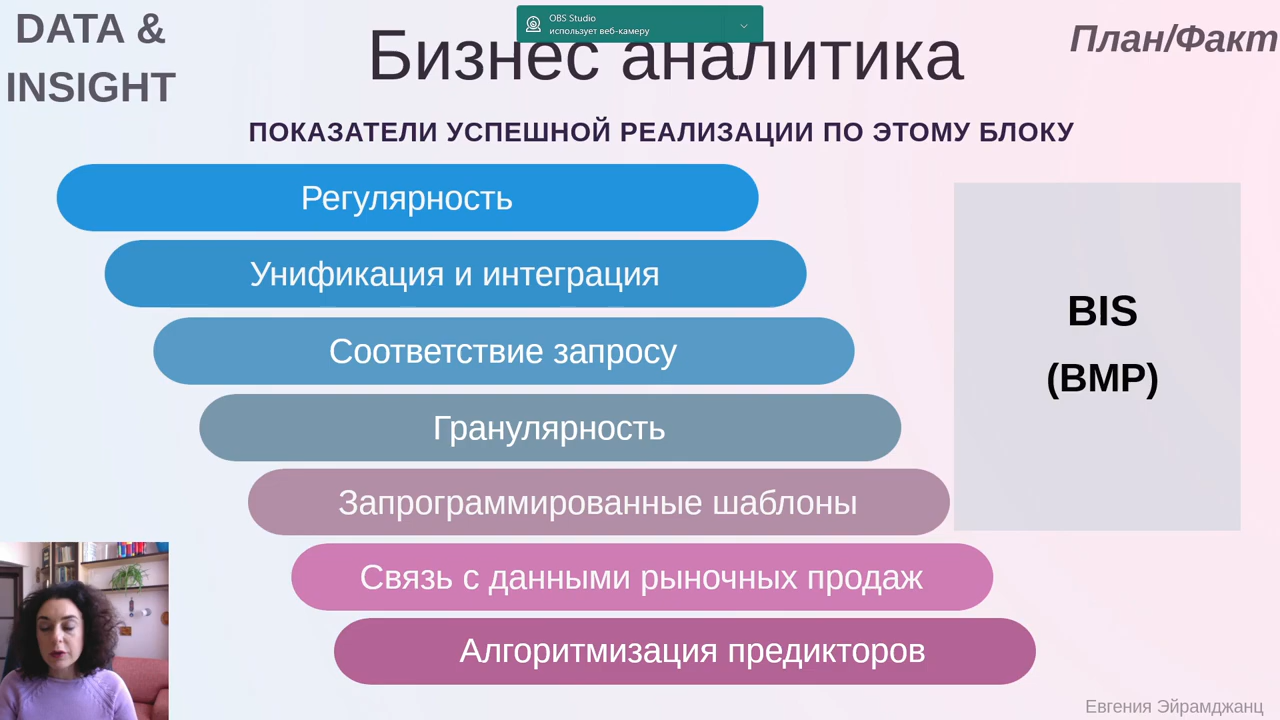 DATA &
INSIGHT
OBS Studio
использует веб-камеру
Бизнес аналитика
План/Факт
ПОКАЗАТЕЛИ УСПЕШНОЙ РЕАЛИЗАЦИИ ПО ЭТОМУ БЛОКУ
Регулярность
Унификация и интеграция
Соответствие запросу
Гранулярность
Запрограммированные шаблоны
Связь с данными рыночных продаж
Алгоритмизация предикторов
BIS
(BMP)
Евгения Эйрамджанц